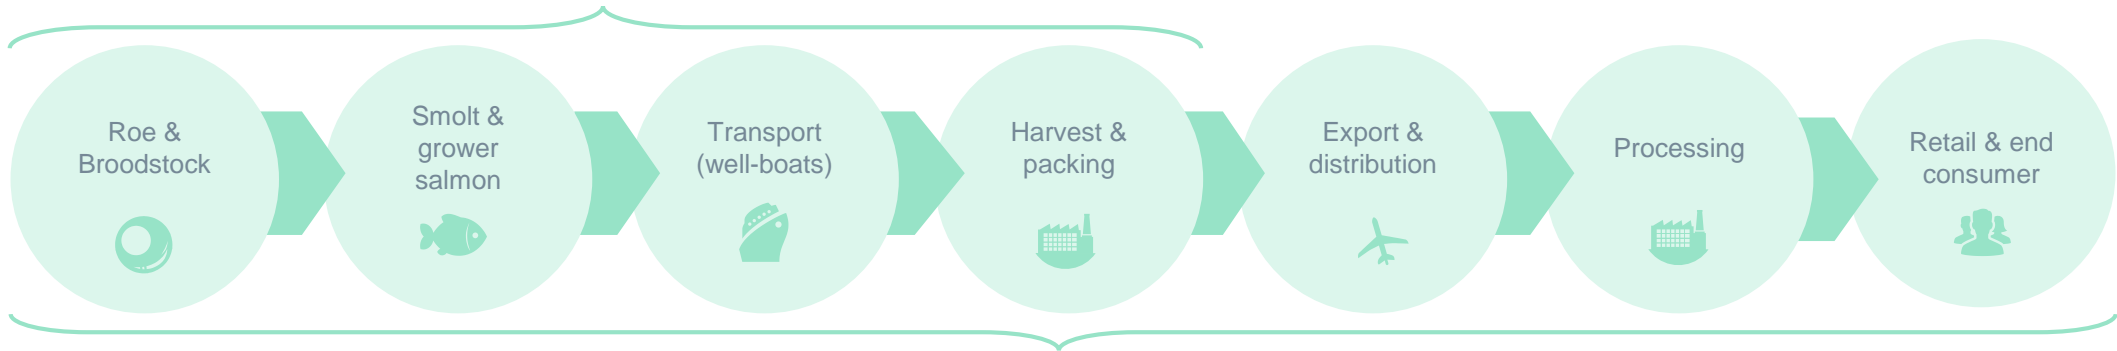 Roe &
Broodstock
Smolt &
grower
salmon
Transport
(well-boats)
Harvest &
packing
Export &
distribution
Processing
Retail & end
consumer